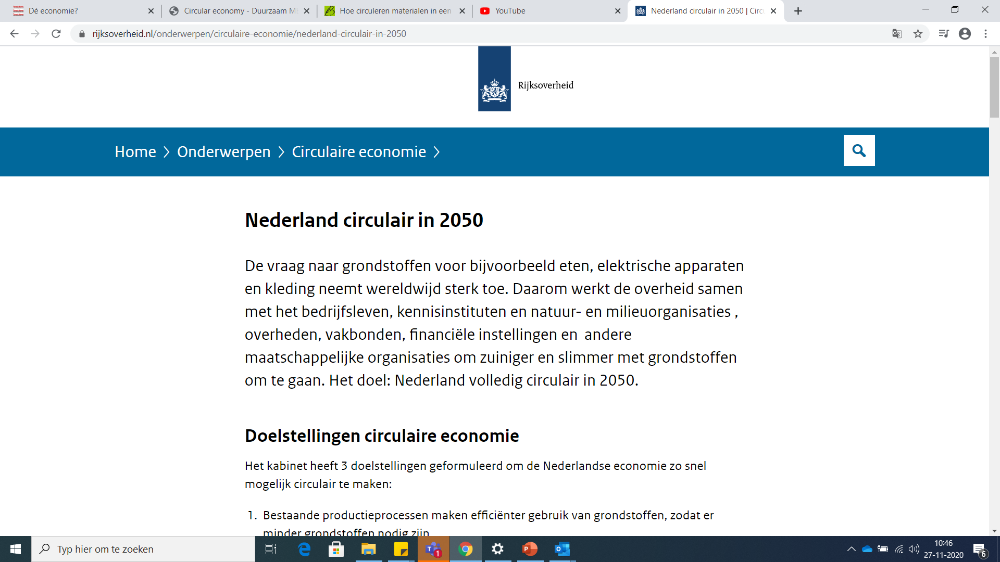 Dé economie?
Circular economy - Duurzaam M
Hoe circuleren materialen in een
YouTube
Nederland circulair in 2050 | Circ
rijksoverheid.nl/onderwerpen/circulaire-economie/nederland-circulair-in-2050
Rijksoverheid
Home > Onderwerpen > Circulaire economie >
Nederland circulair in 2050
De vraag naar grondstoffen voor bijvoorbeeld eten, elektrische apparaten
en kleding neemt wereldwijd sterk toe. Daarom werkt de overheid samen
met het bedrijfsleven, kennisinstituten en natuur- en milieuorganisaties ,
overheden, vakbonden, financiële instellingen en andere
maatschappelijke organisaties om zuiniger en slimmer met grondstoffen
om te gaan. Het doel: Nederland volledig circulair in 2050.
Doelstellingen circulaire economie
Het kabinet heeft 3 doelstellingen geformuleerd om de Nederlandse economie zo snel
mogelijk circulair te maken:
1. Bestaande productieprocessen maken efficiënter gebruik van grondstoffen, zodat er
minder grondstoffen nodig zijn
Typ hier om te zoeken
1
10:46
27-11-2020
6